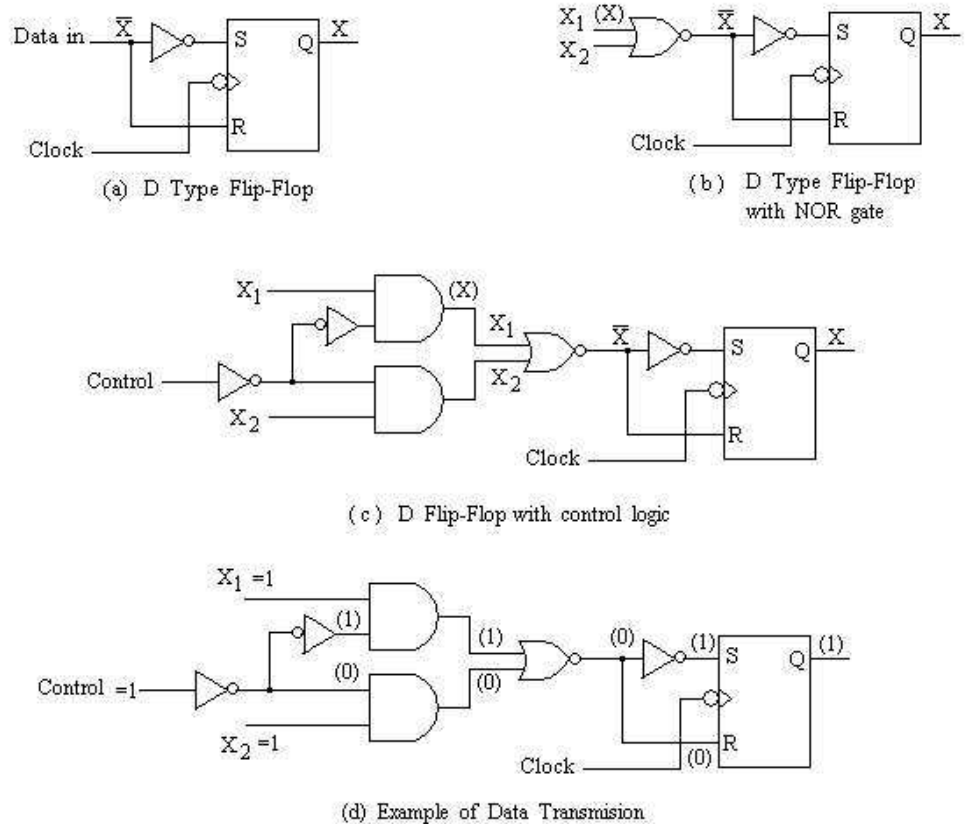 Data in X̅ S Q X
R
Clock
(a) D Type Flip-Flop
X1 (X) X̅ S Q X
X2
R
Clock
( b ) D Type Flip-Flop
with NOR gate
X1 (X)
X1 X̅ S Q X
Control X2
X2 R
Clock
( c ) D Flip-Flop with control logic
X1 =1
(1) (1) (0) (1) S Q (1)
Control =1 (0) (0)
X2 =1 R
Clock (0)
(d) Example of Data Transmision